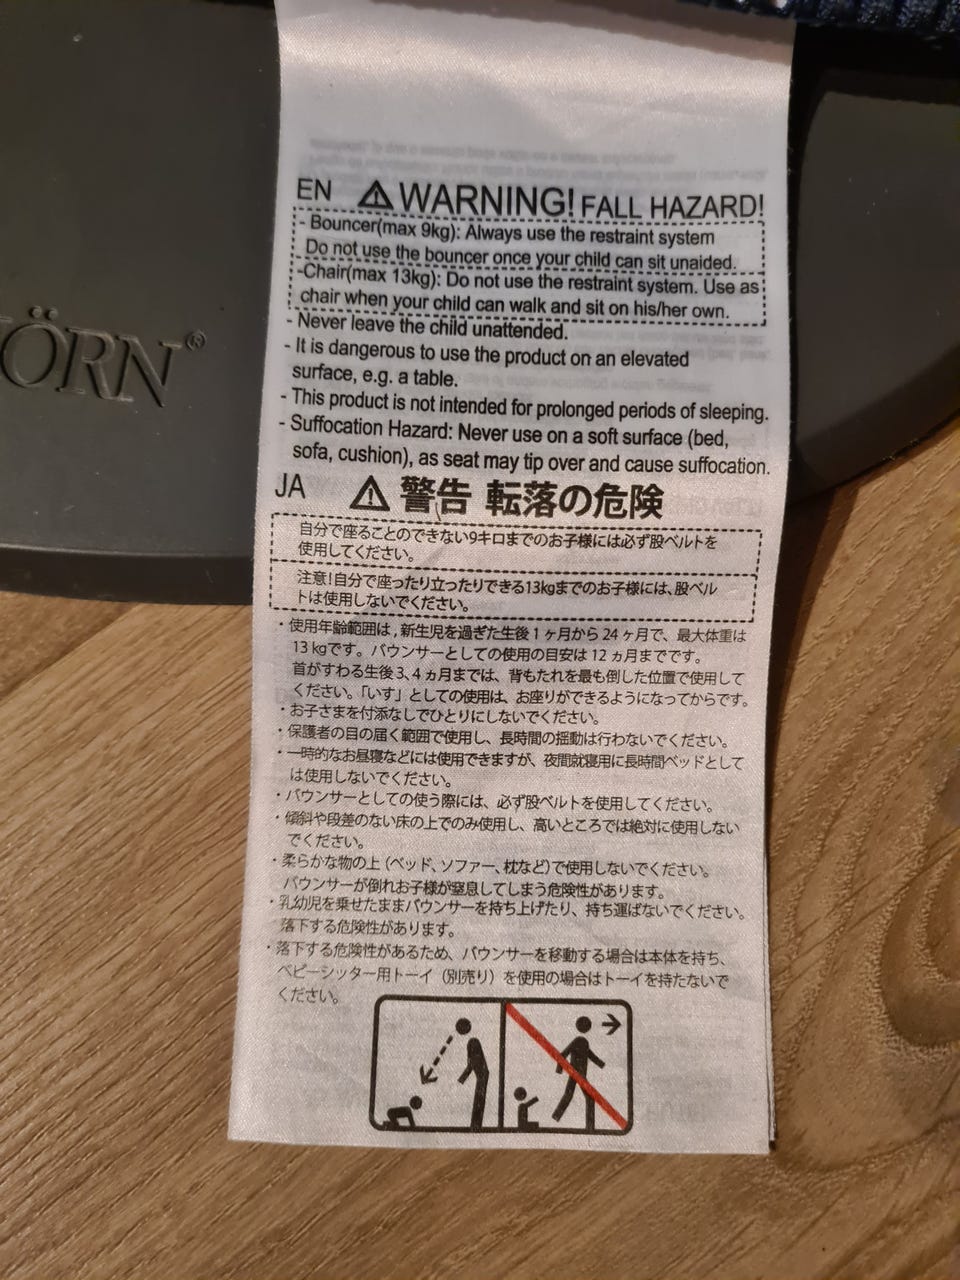 ÖRN®
EN ⚠ WARNING! FALL HAZARD!
- Bouncer(max 9kg): Always use the restraint system
Do not use the bouncer once your child can sit unaided.
-Chair(max 13kg): Do not use the restraint system. Use as
chair when your child can walk and sit on his/her own.
- Never leave the child unattended.
- It is dangerous to use the product on an elevated
surface, e.g. a table.
- This product is not intended for prolonged periods of sleeping.
- Suffocation Hazard: Never use on a soft surface (bed,
sofa, cushion), as seat may tip over and cause suffocation.
JA ⚠ 警告 転落の危険
自分で座ることのできない9キロまでのお子様には必ず股ベルトを
使用してください。
注意!自分で座ったり立ったりできる13kgまでのお子様には、股ベル
トは使用しないでください。
・使用年齢範囲は,新生児を過ぎた生後1ヶ月から24ヶ月で、最大体重は
13kgです。バウンサーとしての使用の目安は12ヵ月までです。
首がすわる生後3、4ヵ月までは、背もたれを最も倒した位置で使用して
ください。「いす」としての使用は、お座りができるようになってからです。
・お子さまを付添なしでひとりにしないでください。
・保護者の目の届く範囲で使用し、長時間の揺動は行わないでください。
・一時的なお昼寝などには使用できますが、夜間就寝用に長時間ベッドとして
は使用しないでください。
・バウンサーとしての使う際には、必ず股ベルトを使用してください。
・傾斜や段差のない床の上でのみ使用し、高いところでは絶対に使用しない
でください。
・柔らかな物の上(ベッド、ソファー、枕など)で使用しないでください。
バウンサーが倒れお子様が窒息してしまう危険性があります。
・乳幼児を乗せたままバウンサーを持ち上げたり、持ち運ばないでください。
落下する危険性があります。
・落下する危険性があるため、バウンサーを移動する場合は本体を持ち、
ベビーシッター用トーイ(別売り)を使用の場合はトーイを持たないで
ください。